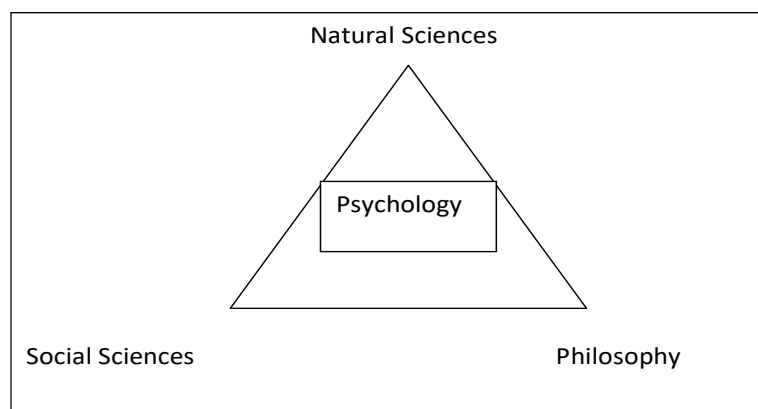 Natural Sciences
Psychology
Social Sciences
Philosophy